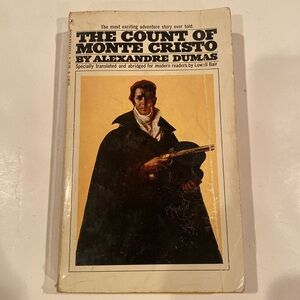 The most exciting adventure story ever told.
THE COUNT OF
MONTE CRISTO
BY ALEXANDRE DUMAS
Specially translated and abridged for modern readers by Lowell Bair